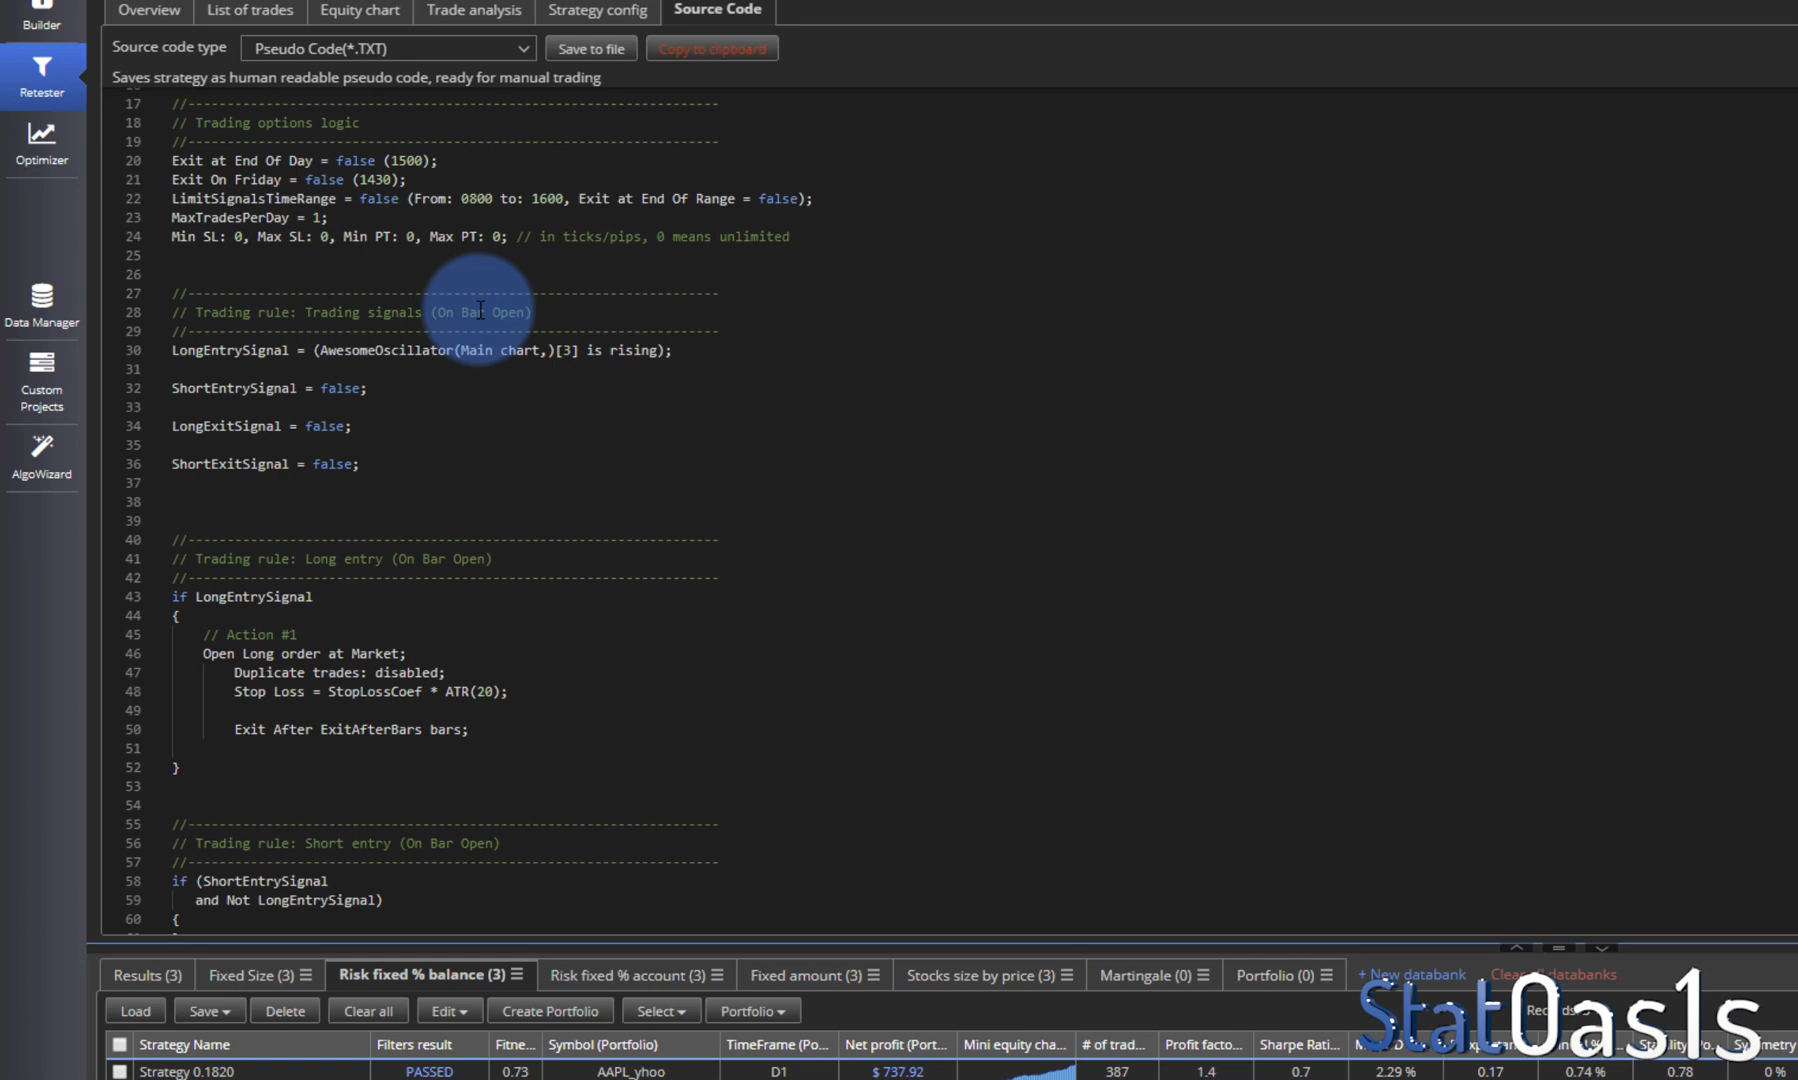 Builder
Retester
Optimizer
Data Manager
Custom
Projects
AlgoWizard
Overview
List of trades
Equity chart
Trade analysis
Strategy config
Source Code
Source code type
Pseudo Code(*.TXT)
Save to file
Copy to clipboard
Saves strategy as human readable pseudo code, ready for manual trading
17 //--------------------------------------------------------------------
18 // Trading options logic
19 //--------------------------------------------------------------------
20 Exit at End Of Day = false (1500);
21 Exit On Friday = false (1430);
22 LimitSignalsTimeRange = false (From: 0800 to: 1600, Exit at End Of Range = false);
23 MaxTradesPerDay = 1;
24 Min SL: 0, Max SL: 0, Min PT: 0, Max PT: 0; // in ticks/pips, 0 means unlimited
25
26
27 //--------------------------------------------------------------------
28 // Trading rule: Trading signals (On Bar Open)
29 //--------------------------------------------------------------------
30 LongEntrySignal = (AwesomeOscillator(Main chart,)[3] is rising);
31
32 ShortEntrySignal = false;
33
34 LongExitSignal = false;
35
36 ShortExitSignal = false;
37
38
39
40 //--------------------------------------------------------------------
41 // Trading rule: Long entry (On Bar Open)
42 //--------------------------------------------------------------------
43 if LongEntrySignal
44 {
45 // Action #1
46 Open Long order at Market;
47 Duplicate trades: disabled;
48 Stop Loss = StopLossCoef * ATR(20);
49
50 Exit After ExitAfterBars bars;
51
52 }
53
54
55 //--------------------------------------------------------------------
56 // Trading rule: Short entry (On Bar Open)
57 //--------------------------------------------------------------------
58 if (ShortEntrySignal
59 and Not LongEntrySignal)
60 {
Results (3)
Fixed Size (3)
Risk fixed % balance (3)
Risk fixed % account (3)
Fixed amount (3)
Stocks size by price (3)
Martingale (0)
Portfolio (0)
+ New databank
Clear all databanks
Load
Save
Delete
Clear all
Edit
Create Portfolio
Select
Portfolio
StatOas1s
Strategy Name
Filters result
Fitne...
Symbol (Portfolio)
TimeFrame (Po...
Net profit (Port...
Mini equity cha...
# of trad...
Profit facto...
Sharpe Rati...
Strategy 0.1820
PASSED
0.73
AAPL_yhoo
D1
$ 737.92
387
1.4
0.7
2.29 %
0.17
0.74 %
0.78
0 %